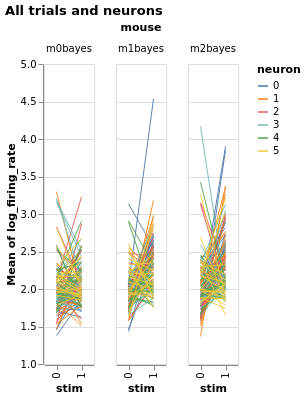 All trials and neurons
mouse
m0bayes m1bayes m2bayes
neuron
0
1
2
3
4
5
Mean of log_firing_rate
5.0
4.5
4.0
3.5
3.0
2.5
2.0
1.5
1.0
0 1 0 1 0 1
stim stim stim